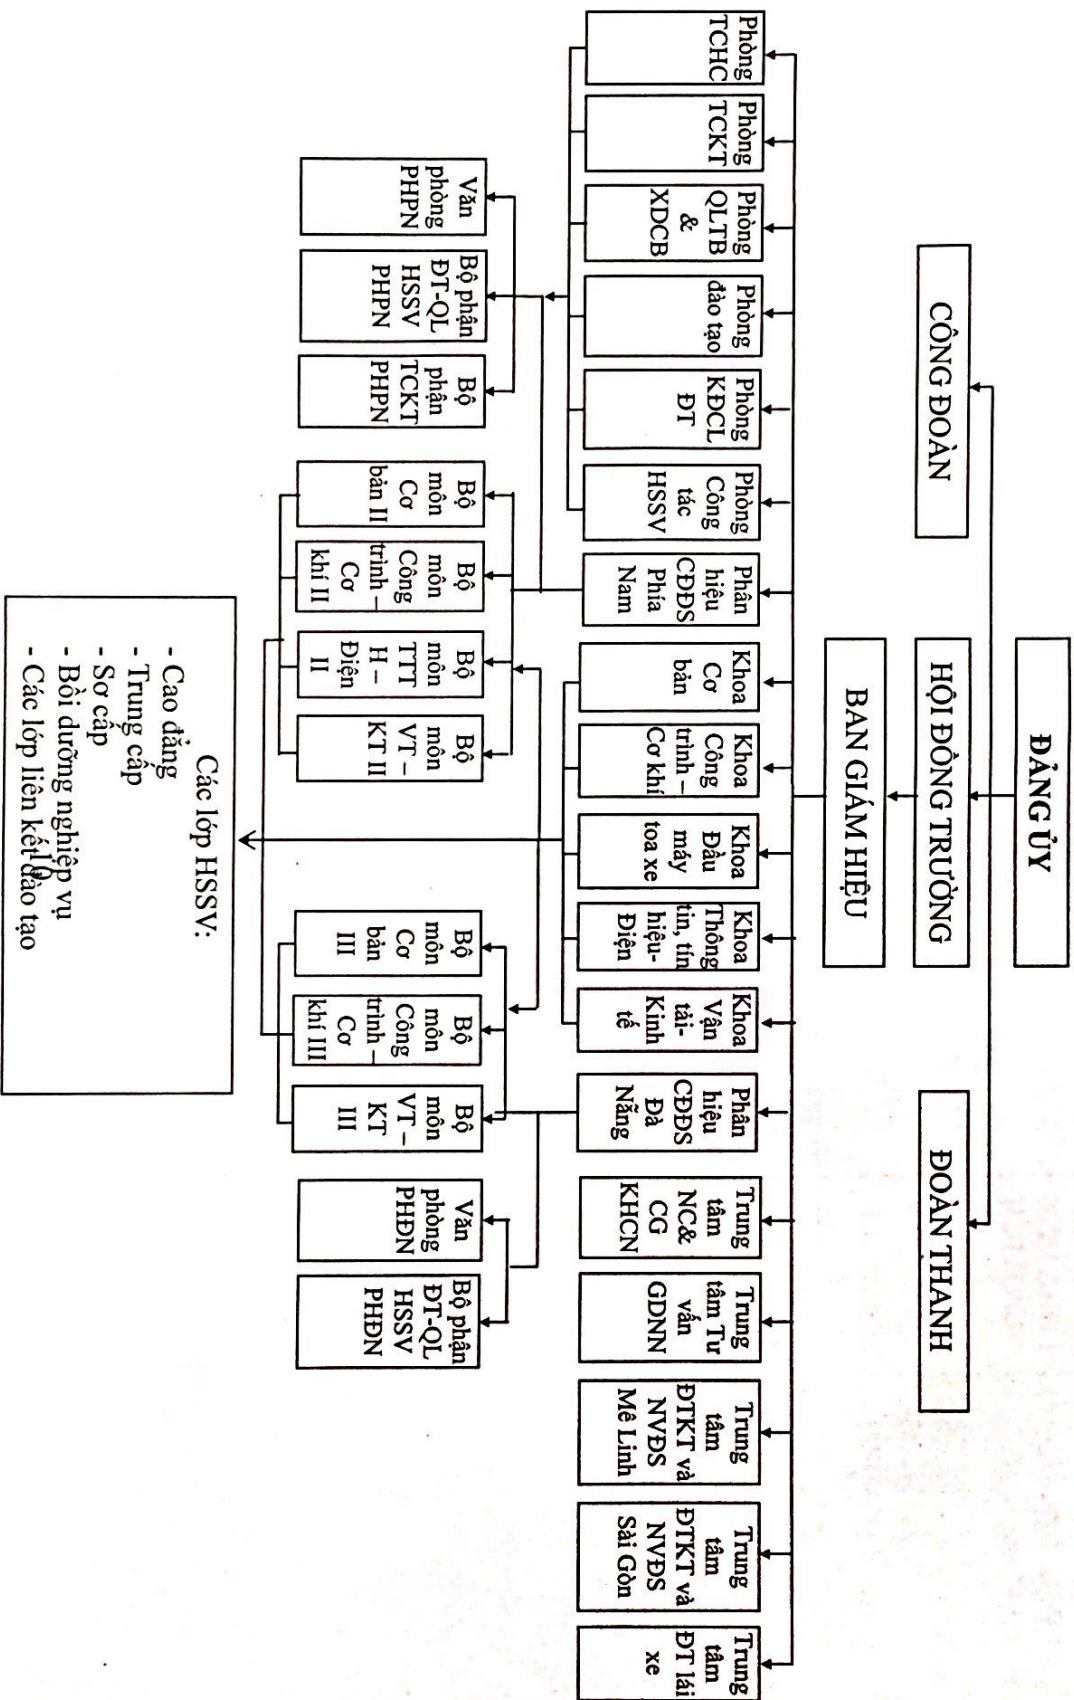 ĐẢNG ỦY
CÔNG ĐOÀN
HỘI ĐỒNG TRƯỜNG
ĐOÀN THANH
BAN GIÁM HIỆU
Phòng
TCHC
Phòng
TCKT
Phòng
QLTB
&
XDCB
Phòng
đào tạo
Phòng
KĐCL
ĐT
Phòng
Công
tác
HSSV
Phân
hiệu
CĐĐS
Phía
Nam
Khoa
Cơ
bản
Khoa
Công
trình –
Cơ khí
Khoa
Đầu
máy
toa xe
Khoa
Thông
tin, tín
hiệu-
Điện
Khoa
Vận
tải-
Kinh
tế
Phân
hiệu
CĐĐS
Đà
Nẵng
Trung
tâm
NC&
CG
KHCN
Trung
tâm Tư
vấn
GDNN
Trung
tâm
ĐTKT và
NVĐS
Mê Linh
Trung
tâm
ĐTKT và
NVĐS
Sài Gòn
Trung
tâm
ĐT lái
xe
Văn
phòng
PHPN
Bộ phận
ĐT-QL
HSSV
PHPN
Bộ
phận
TCKT
PHPN
Bộ
môn
Cơ
bản II
Bộ
môn
Công
trình –
Cơ
khí II
Bộ
môn
TTT
H –
Điện
II
Bộ
môn
VT –
KT II
Bộ
môn
Cơ
bản
III
Bộ
môn
Công
trình –
Cơ
khí III
Bộ
môn
VT –
KT
III
Văn
phòng
PHĐN
Bộ phận
ĐT-QL
HSSV
PHĐN
Các lớp HSSV:
- Cao đẳng
- Trung cấp
- Sơ cấp
- Bồi dưỡng nghiệp vụ
- Các lớp liên kết đào tạo
10